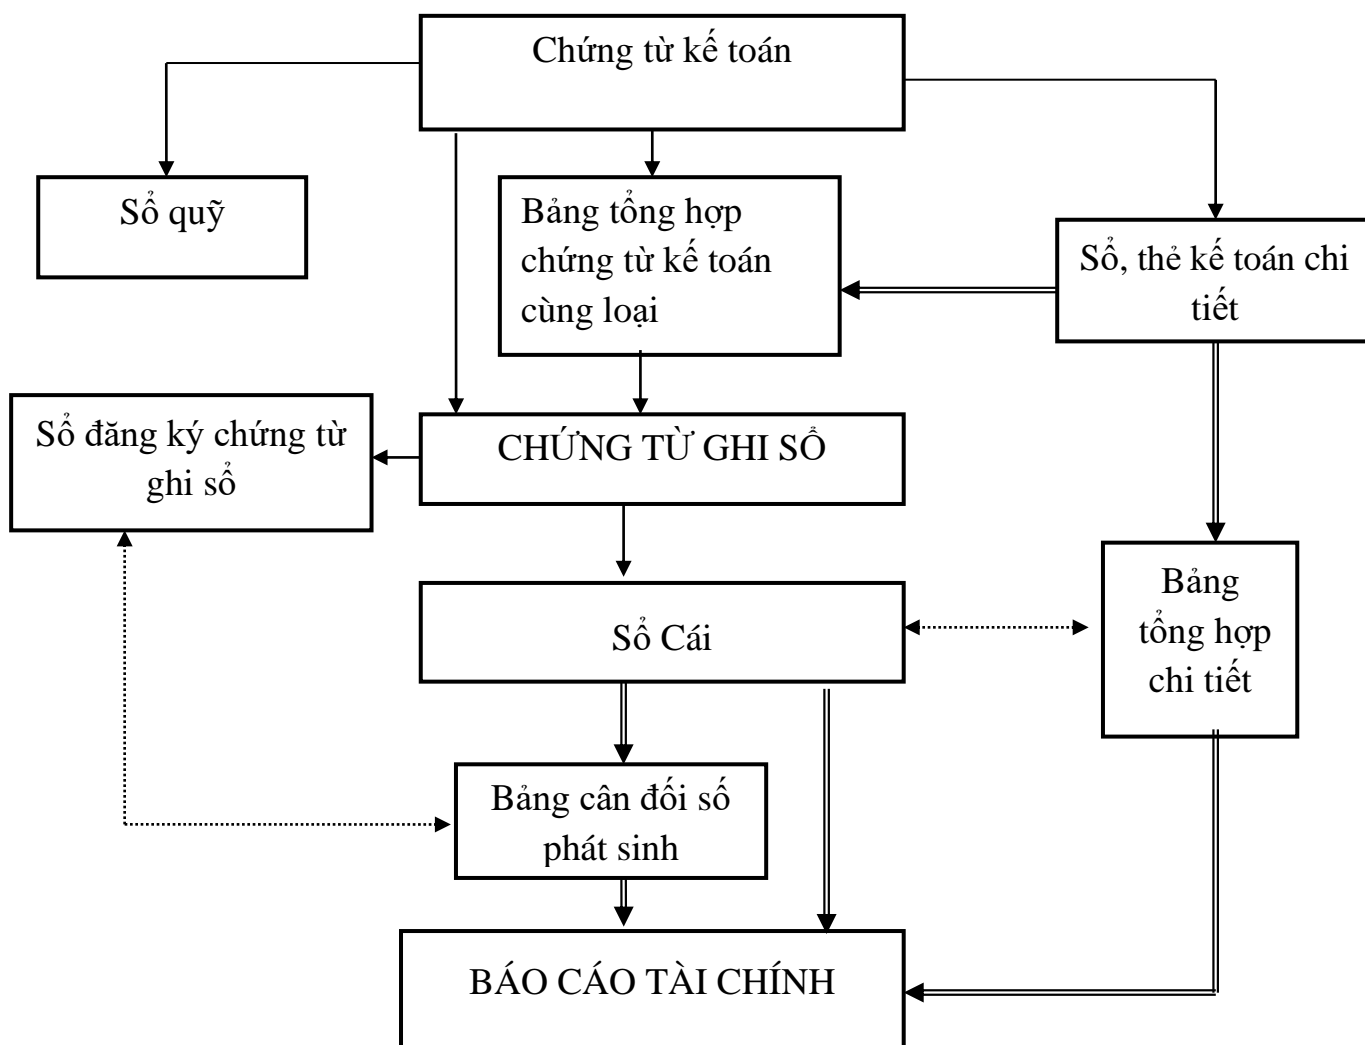 Chứng từ kế toán
Sổ quỹ
Bảng tổng hợp
chứng từ kế toán
cùng loại
Sổ, thẻ kế toán chi
tiết
Sổ đăng ký chứng từ
ghi sổ
CHỨNG TỪ GHI SỔ
Sổ Cái
Bảng
tổng hợp
chi tiết
Bảng cân đối số
phát sinh
BÁO CÁO TÀI CHÍNH